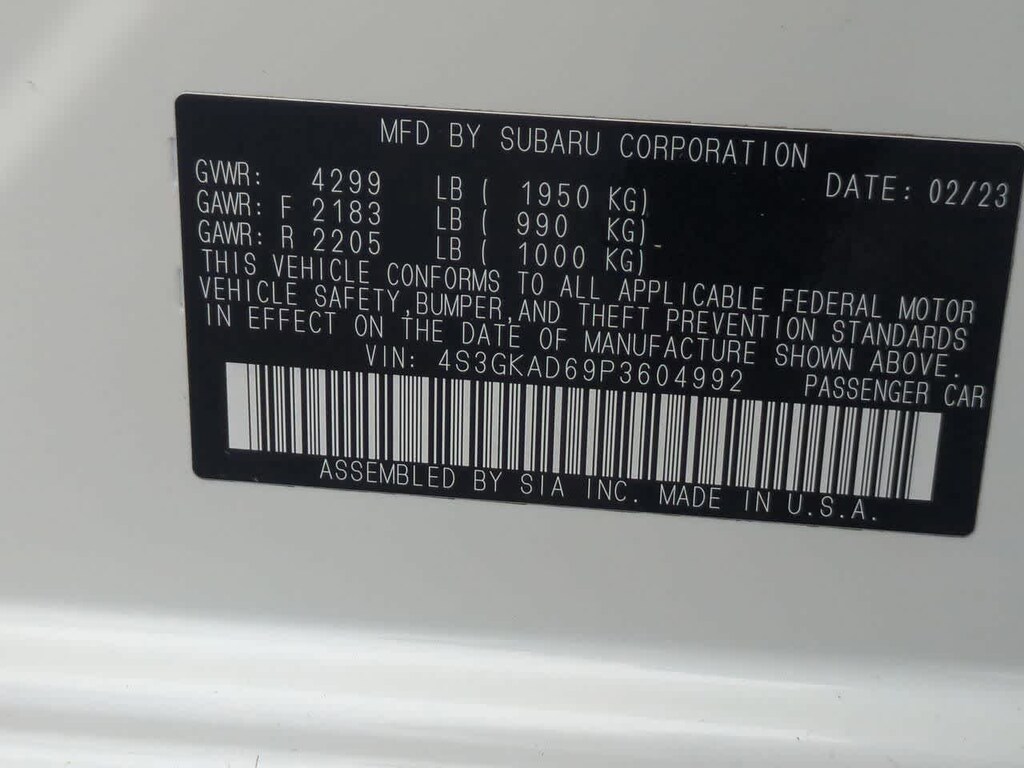 MFD BY SUBARU CORPORATION
GVWR: 4299 LB ( 1950 KG) DATE: 02/23
GAWR: F 2183 LB ( 990 KG)
GAWR: R 2205 LB ( 1000 KG)
THIS VEHICLE CONFORMS TO ALL APPLICABLE FEDERAL MOTOR
VEHICLE SAFETY,BUMPER,AND THEFT PREVENTION STANDARDS
IN EFFECT ON THE DATE OF MANUFACTURE SHOWN ABOVE.
VIN: 4S3GKAD69P3604992 PASSENGER CAR
ASSEMBLED BY SIA INC. MADE IN U.S.A.